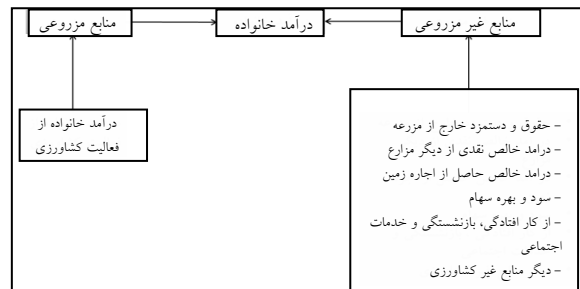 منابع غیر مزروعی
درآمد خانواده
منابع مزروعی
- حقوق و دستمزد خارج از مزرعه
- درامد خالص نقدی از دیگر مزارع
- درامد خالص حاصل از اجاره زمین
- سود و بهره سهام
- از کار افتادگی، بازنشستگی و خدمات
اجتماعی
- دیگر منابع غیر کشاورزی
درآمد خانواده از
فعالیت کشاورزی